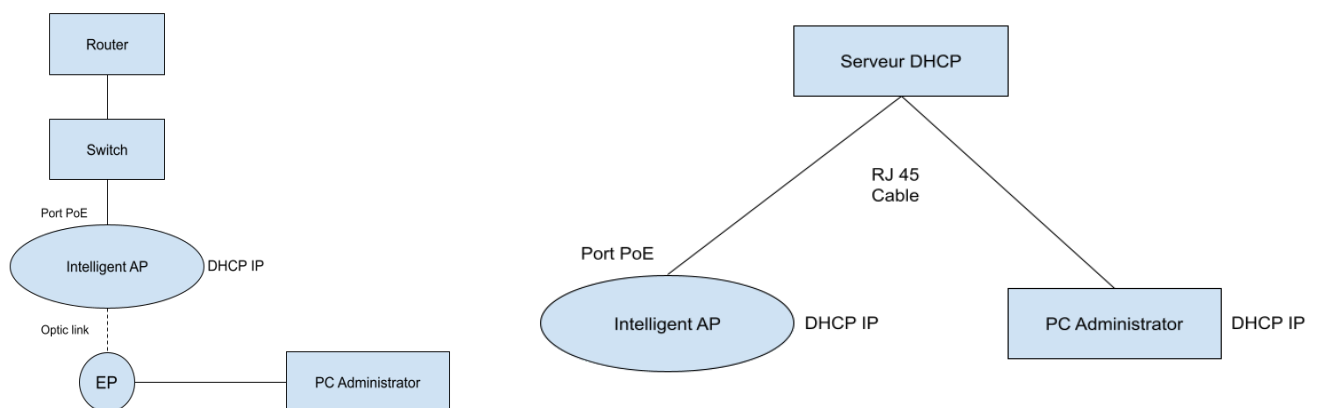 Router
Switch
Port PoE
Intelligent AP
DHCP IP
Optic link
EP
PC Administrator
Serveur DHCP
RJ 45
Cable
Port PoE
Intelligent AP
DHCP IP
PC Administrator
DHCP IP